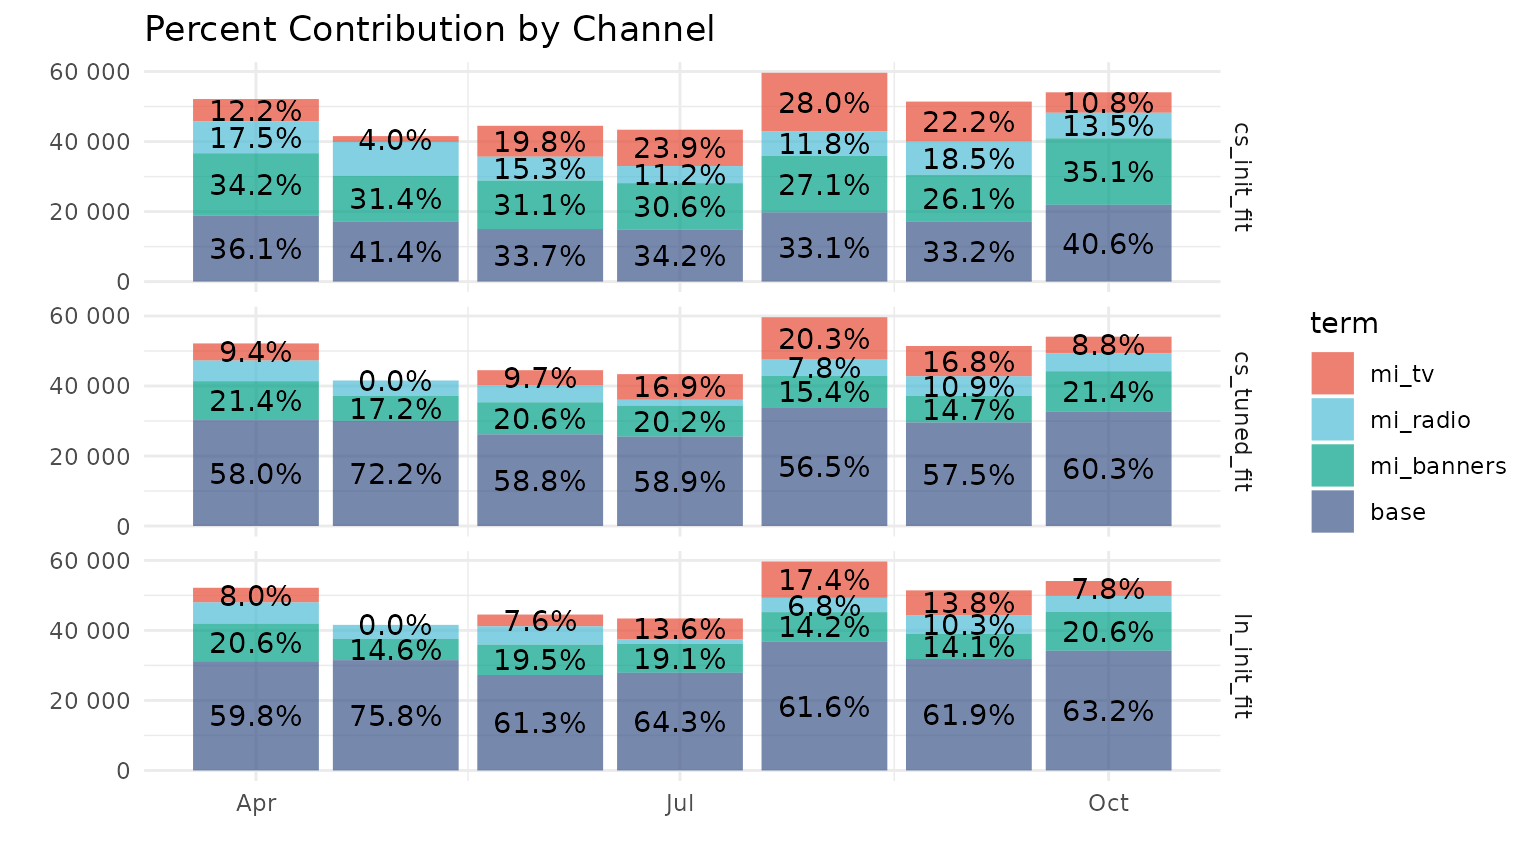 Percent Contribution by Channel
60 000
40 000
20 000
0
12.2% 4.0% 19.8% 23.9% 28.0% 22.2% 10.8%
17.5% 15.3% 11.2% 11.8% 18.5% 13.5%
34.2% 31.4% 31.1% 30.6% 27.1% 26.1% 35.1%
36.1% 41.4% 33.7% 34.2% 33.1% 33.2% 40.6%
cs_init_fit
60 000
40 000
20 000
0
9.4% 0.0% 9.7% 16.9% 20.3% 16.8% 8.8%
7.8% 10.9%
21.4% 17.2% 20.6% 20.2% 15.4% 14.7% 21.4%
58.0% 72.2% 58.8% 58.9% 56.5% 57.5% 60.3%
cs_tuned_fit
60 000
40 000
20 000
0
8.0% 0.0% 7.6% 13.6% 17.4% 13.8% 7.8%
6.8% 10.3%
20.6% 14.6% 19.5% 19.1% 14.2% 14.1% 20.6%
59.8% 75.8% 61.3% 64.3% 61.6% 61.9% 63.2%
ln_init_fit
Apr Jul Oct
term
mi_tv
mi_radio
mi_banners
base